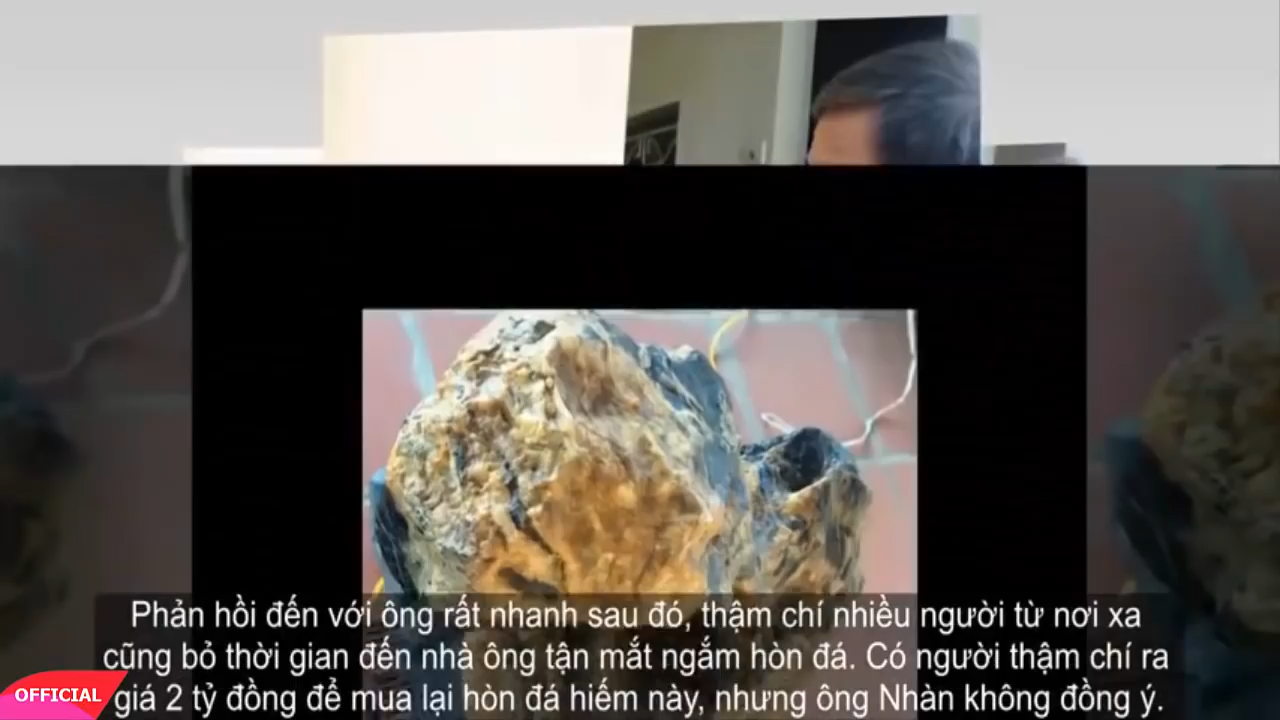 Phản hồi đến với ông rất nhanh sau đó, thậm chí nhiều người từ nơi xa
cũng bỏ thời gian đến nhà ông tận mắt ngắm hòn đá. Có người thậm chí ra
giá 2 tỷ đồng để mua lại hòn đá hiếm này, nhưng ông Nhàn không đồng ý.
OFFICIAL